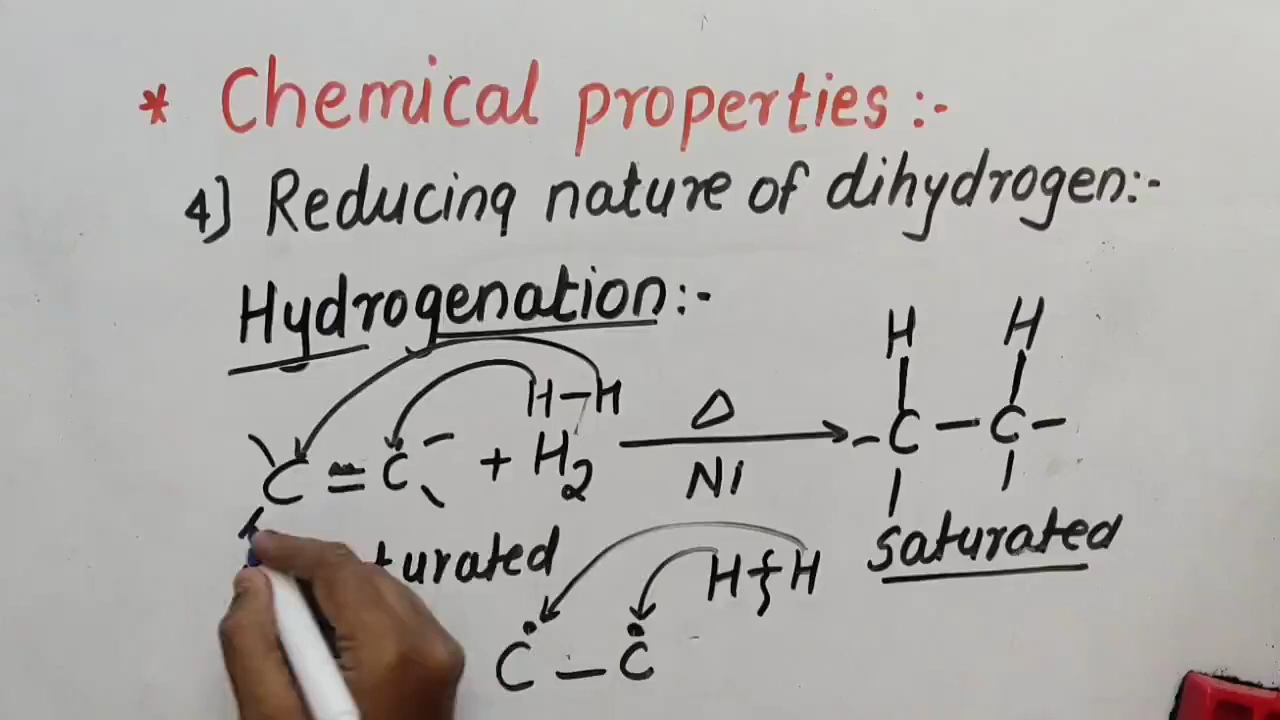 * Chemical properties :-
4) Reducing nature of dihydrogen:-
Hydrogenation:-
H H
H-H
Δ
C = C + H2 → - C - C -
Ni
turated
saturated
H H
C - C